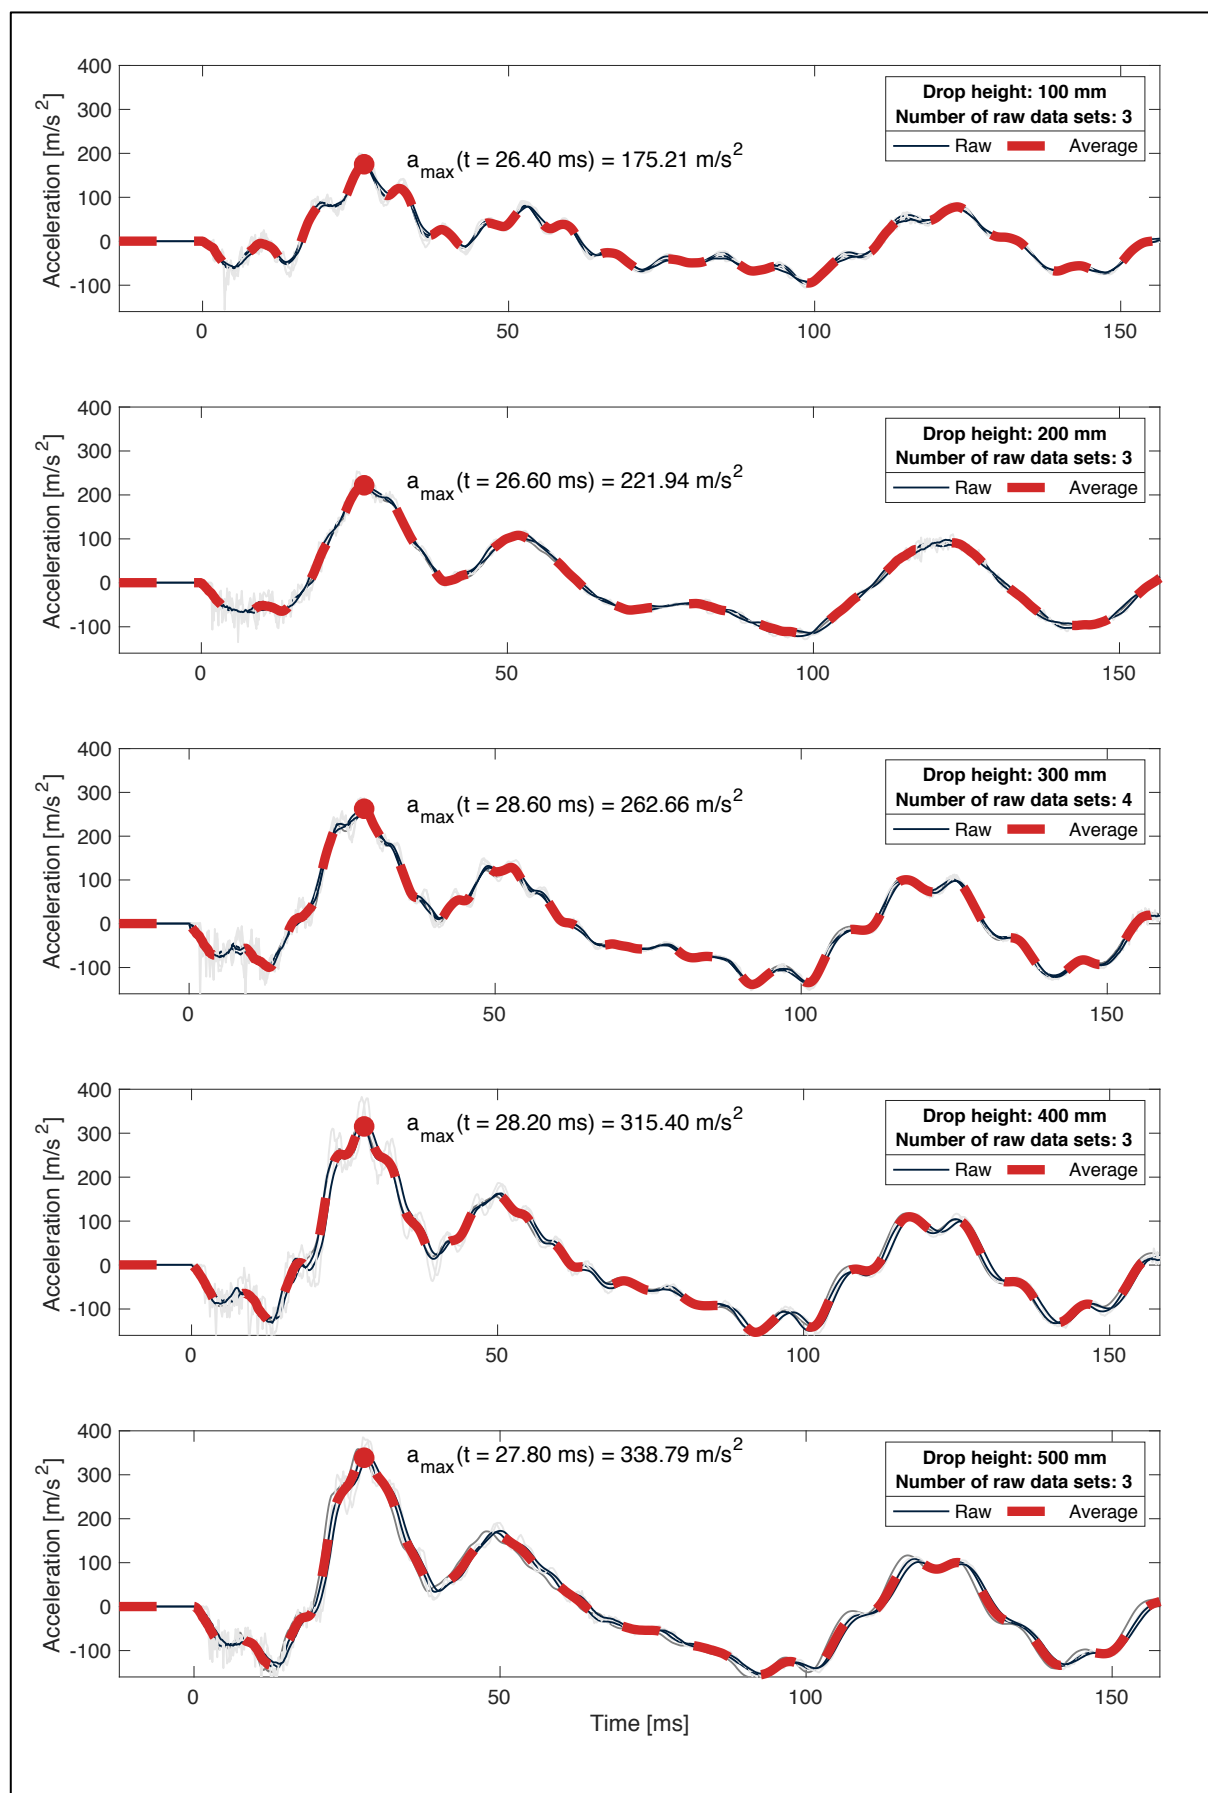 400
300
200
100
0
-100
Acceleration [m/s²]
a_max(t = 26.40 ms) = 175.21 m/s²
Drop height: 100 mm
Number of raw data sets: 3
Raw Average
0 50 100 150
400
300
200
100
0
-100
Acceleration [m/s²]
a_max(t = 26.60 ms) = 221.94 m/s²
Drop height: 200 mm
Number of raw data sets: 3
Raw Average
0 50 100 150
400
300
200
100
0
-100
Acceleration [m/s²]
a_max(t = 28.60 ms) = 262.66 m/s²
Drop height: 300 mm
Number of raw data sets: 4
Raw Average
0 50 100 150
400
300
200
100
0
-100
Acceleration [m/s²]
a_max(t = 28.20 ms) = 315.40 m/s²
Drop height: 400 mm
Number of raw data sets: 3
Raw Average
0 50 100 150
400
300
200
100
0
-100
Acceleration [m/s²]
a_max(t = 27.80 ms) = 338.79 m/s²
Drop height: 500 mm
Number of raw data sets: 3
Raw Average
0 50 100 150
Time [ms]